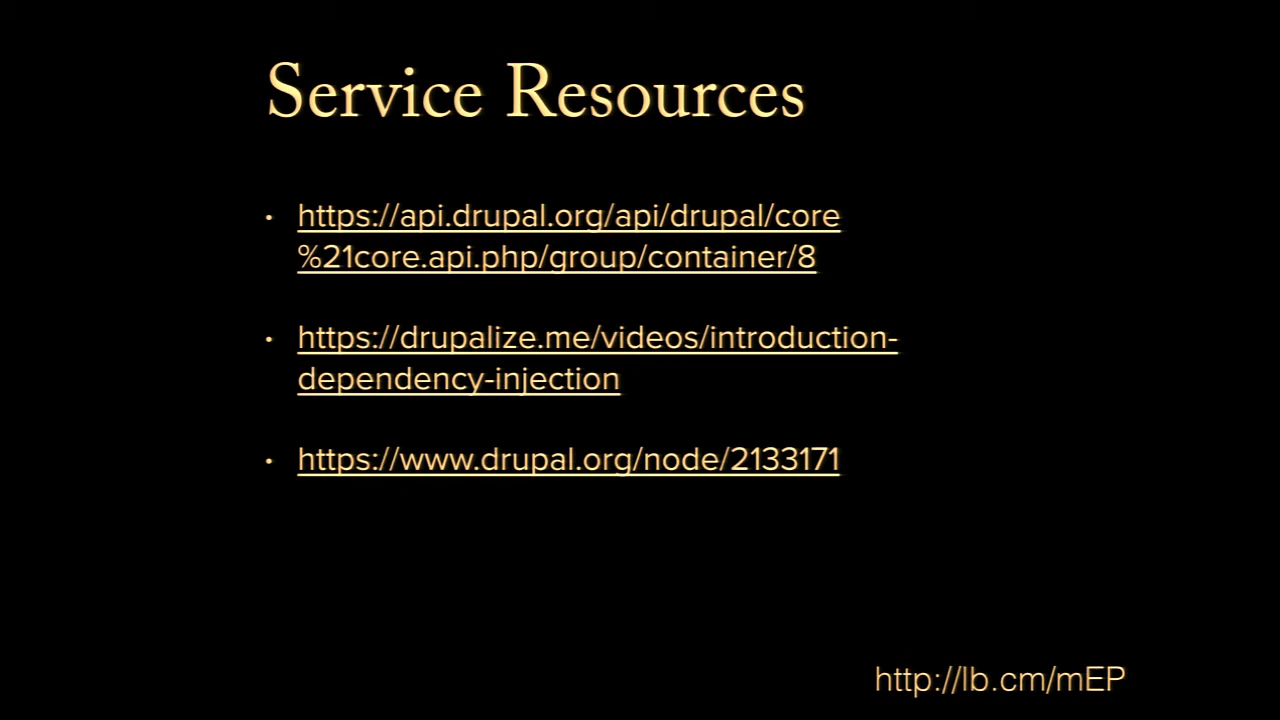 Service Resources
• https://api.drupal.org/api/drupal/core
%21core.api.php/group/container/8
• https://drupalize.me/videos/introduction-
dependency-injection
• https://www.drupal.org/node/2133171
http://lb.cm/mEP